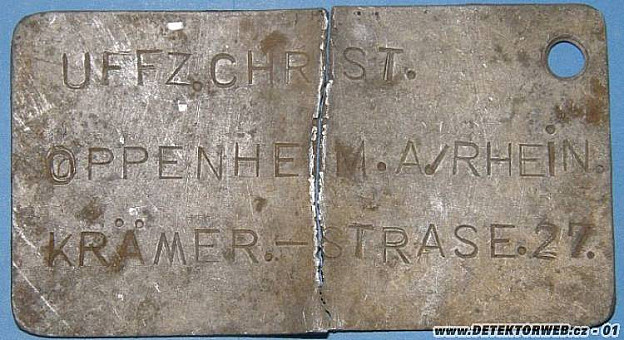 UFFZ.CHRIST.
OPPENHEIM.A./RHEIN.
KRÄMER.-STRASE.27.
www.DETEKTORWEB.cz - 01